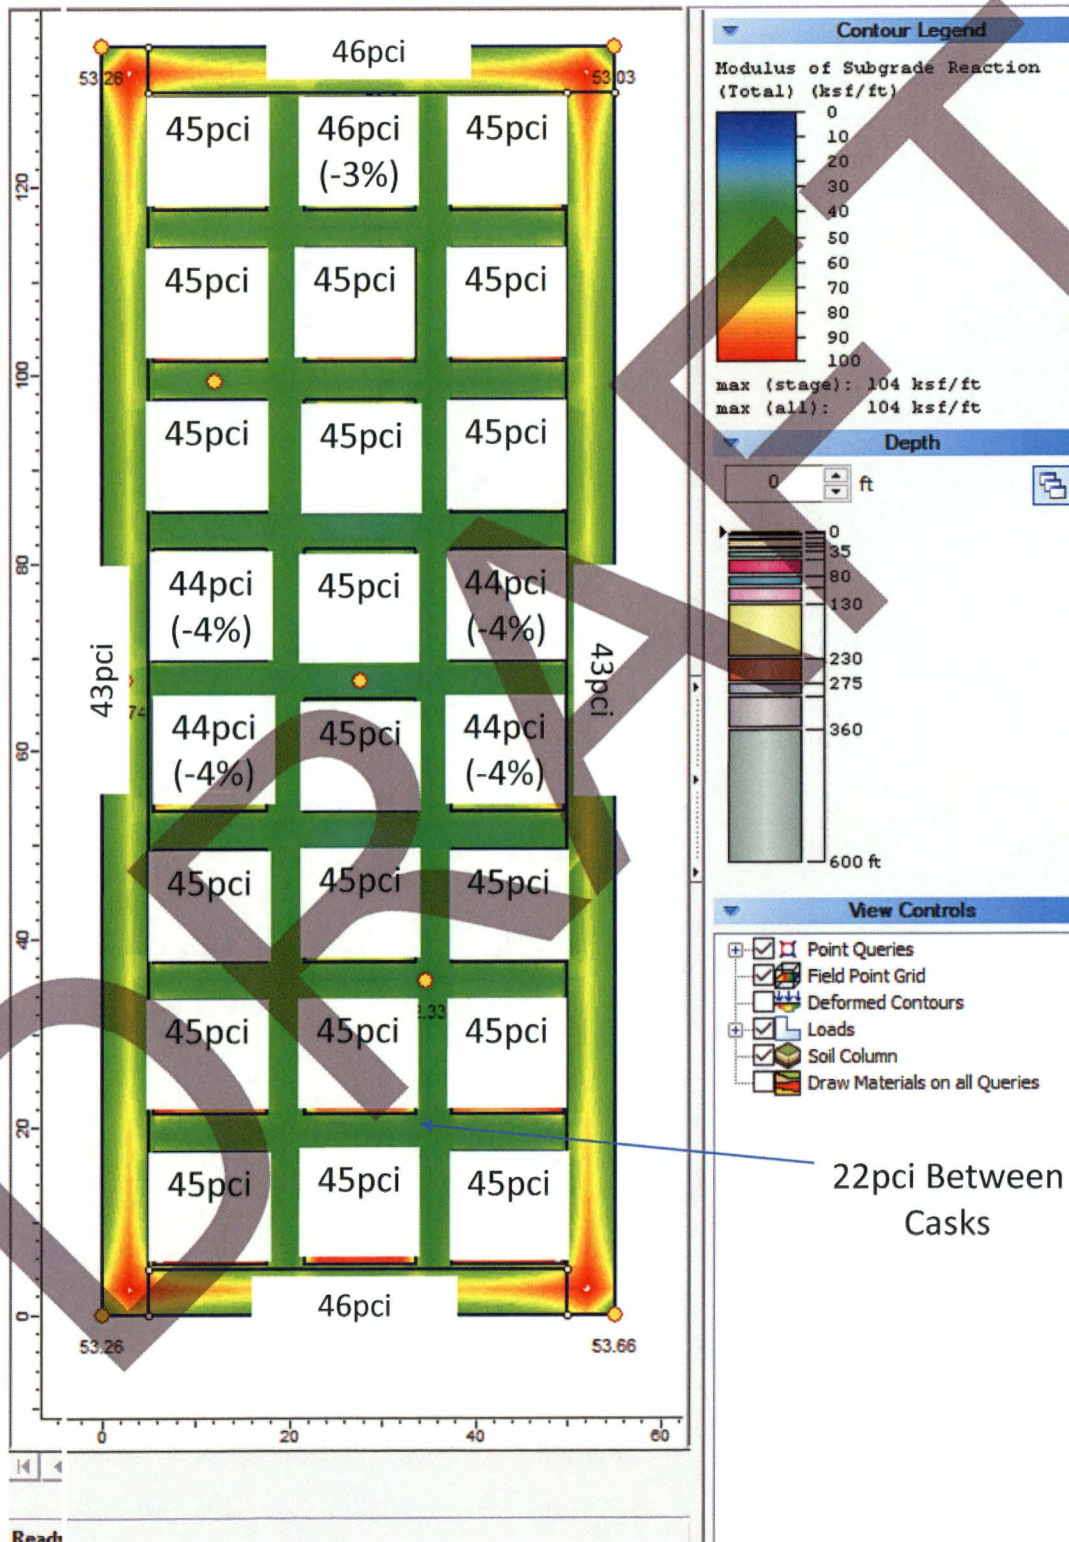 46pci
53.26
53.03
45pci
46pci
(-3%)
45pci
45pci
45pci
45pci
45pci
45pci
45pci
44pci
(-4%)
45pci
44pci
(-4%)
43pci
43pci
74
44pci
(-4%)
45pci
44pci
(-4%)
45pci
45pci
45pci
45pci
45pci
45pci
2.33
45pci
45pci
45pci
46pci
53.26
53.66
120
100
80
60
40
20
0
0
20
40
60
Ready
Contour Legend
Modulus of Subgrade Reaction
(Total) (ksf/ft)
0
10
20
30
40
50
60
70
80
90
100
max (stage): 104 ksf/ft
max (all): 104 ksf/ft
Depth
0 ft
0
35
80
130
230
275
360
600 ft
View Controls
Point Queries
Field Point Grid
Deformed Contours
Loads
Soil Column
Draw Materials on all Queries
22pci Between
Casks
DRAFT